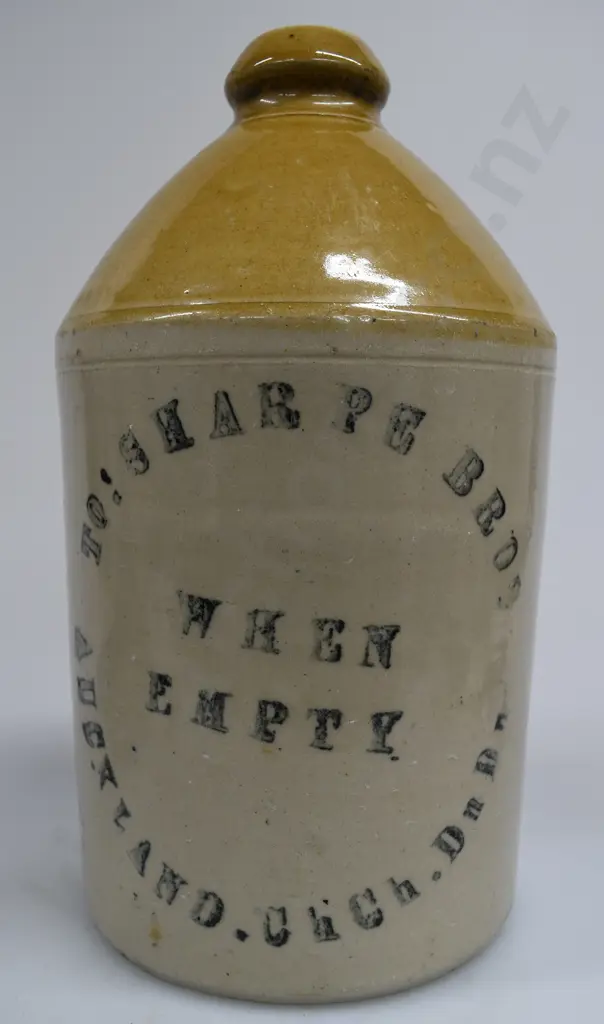 TO: SHARPE BROS
WHEN
EMPTY
AUCKLAND. ChCh. Dn
.nz